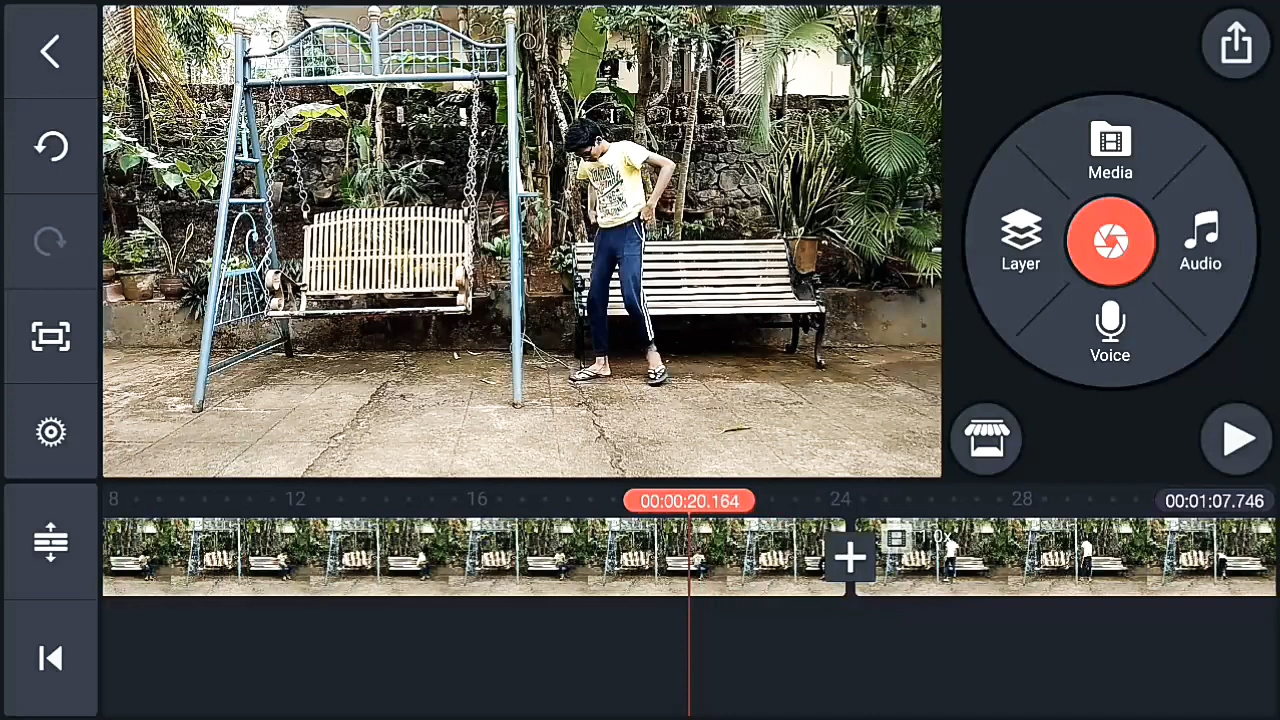 Media
Layer
Audio
Voice
8
12
16
00:00:20.164
24
28
00:01:07.746